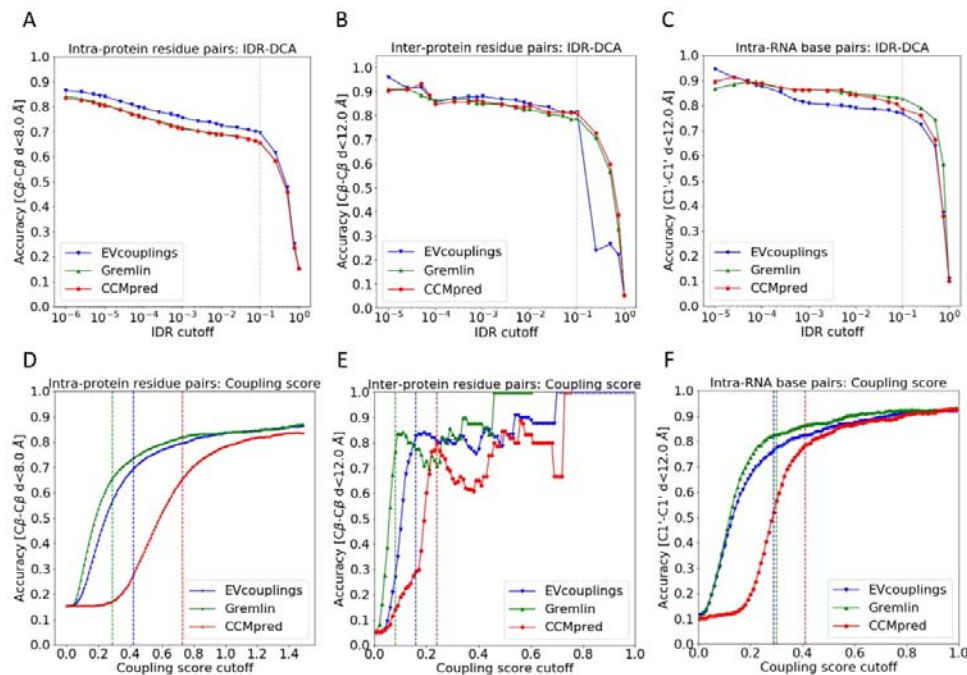 A
B
C
Intra-protein residue pairs: IDR-DCA
Inter-protein residue pairs: IDR-DCA
Intra-RNA base pairs: IDR-DCA
Accuracy [Cβ-Cβ d<8.0 Å]
1.0
0.9
0.8
0.7
0.6
0.5
0.4
0.3
0.2
0.1
0.0
EVcouplings
Gremlin
CCMpred
10⁻⁶ 10⁻⁵ 10⁻⁴ 10⁻³ 10⁻² 10⁻¹ 10⁰
IDR cutoff
Accuracy [Cβ-Cβ d<12.0 Å]
1.0
0.9
0.8
0.7
0.6
0.5
0.4
0.3
0.2
0.1
0.0
EVcouplings
Gremlin
CCMpred
10⁻⁵ 10⁻⁴ 10⁻³ 10⁻² 10⁻¹ 10⁰
IDR cutoff
Accuracy [C1'-C1' d<12.0 Å]
1.0
0.9
0.8
0.7
0.6
0.5
0.4
0.3
0.2
0.1
0.0
EVcouplings
Gremlin
CCMpred
10⁻⁵ 10⁻⁴ 10⁻³ 10⁻² 10⁻¹ 10⁰
IDR cutoff
D
E
F
Intra-protein residue pairs: Coupling score
Inter-protein residue pairs: Coupling score
Intra-RNA base pairs: Coupling score
Accuracy [Cβ-Cβ d<8.0 Å]
1.0
0.9
0.8
0.7
0.6
0.5
0.4
0.3
0.2
0.1
0.0
EVcouplings
Gremlin
CCMpred
0.0 0.2 0.4 0.6 0.8 1.0 1.2 1.4
Coupling score cutoff
Accuracy [Cβ-Cβ d<12.0 Å]
1.0
0.9
0.8
0.7
0.6
0.5
0.4
0.3
0.2
0.1
0.0
EVcouplings
Gremlin
CCMpred
0.0 0.2 0.4 0.6 0.8 1.0
Coupling score cutoff
Accuracy [C1'-C1' d<12.0 Å]
1.0
0.9
0.8
0.7
0.6
0.5
0.4
0.3
0.2
0.1
0.0
EVcouplings
Gremlin
CCMpred
0.0 0.2 0.4 0.6 0.8 1.0
Coupling score cutoff